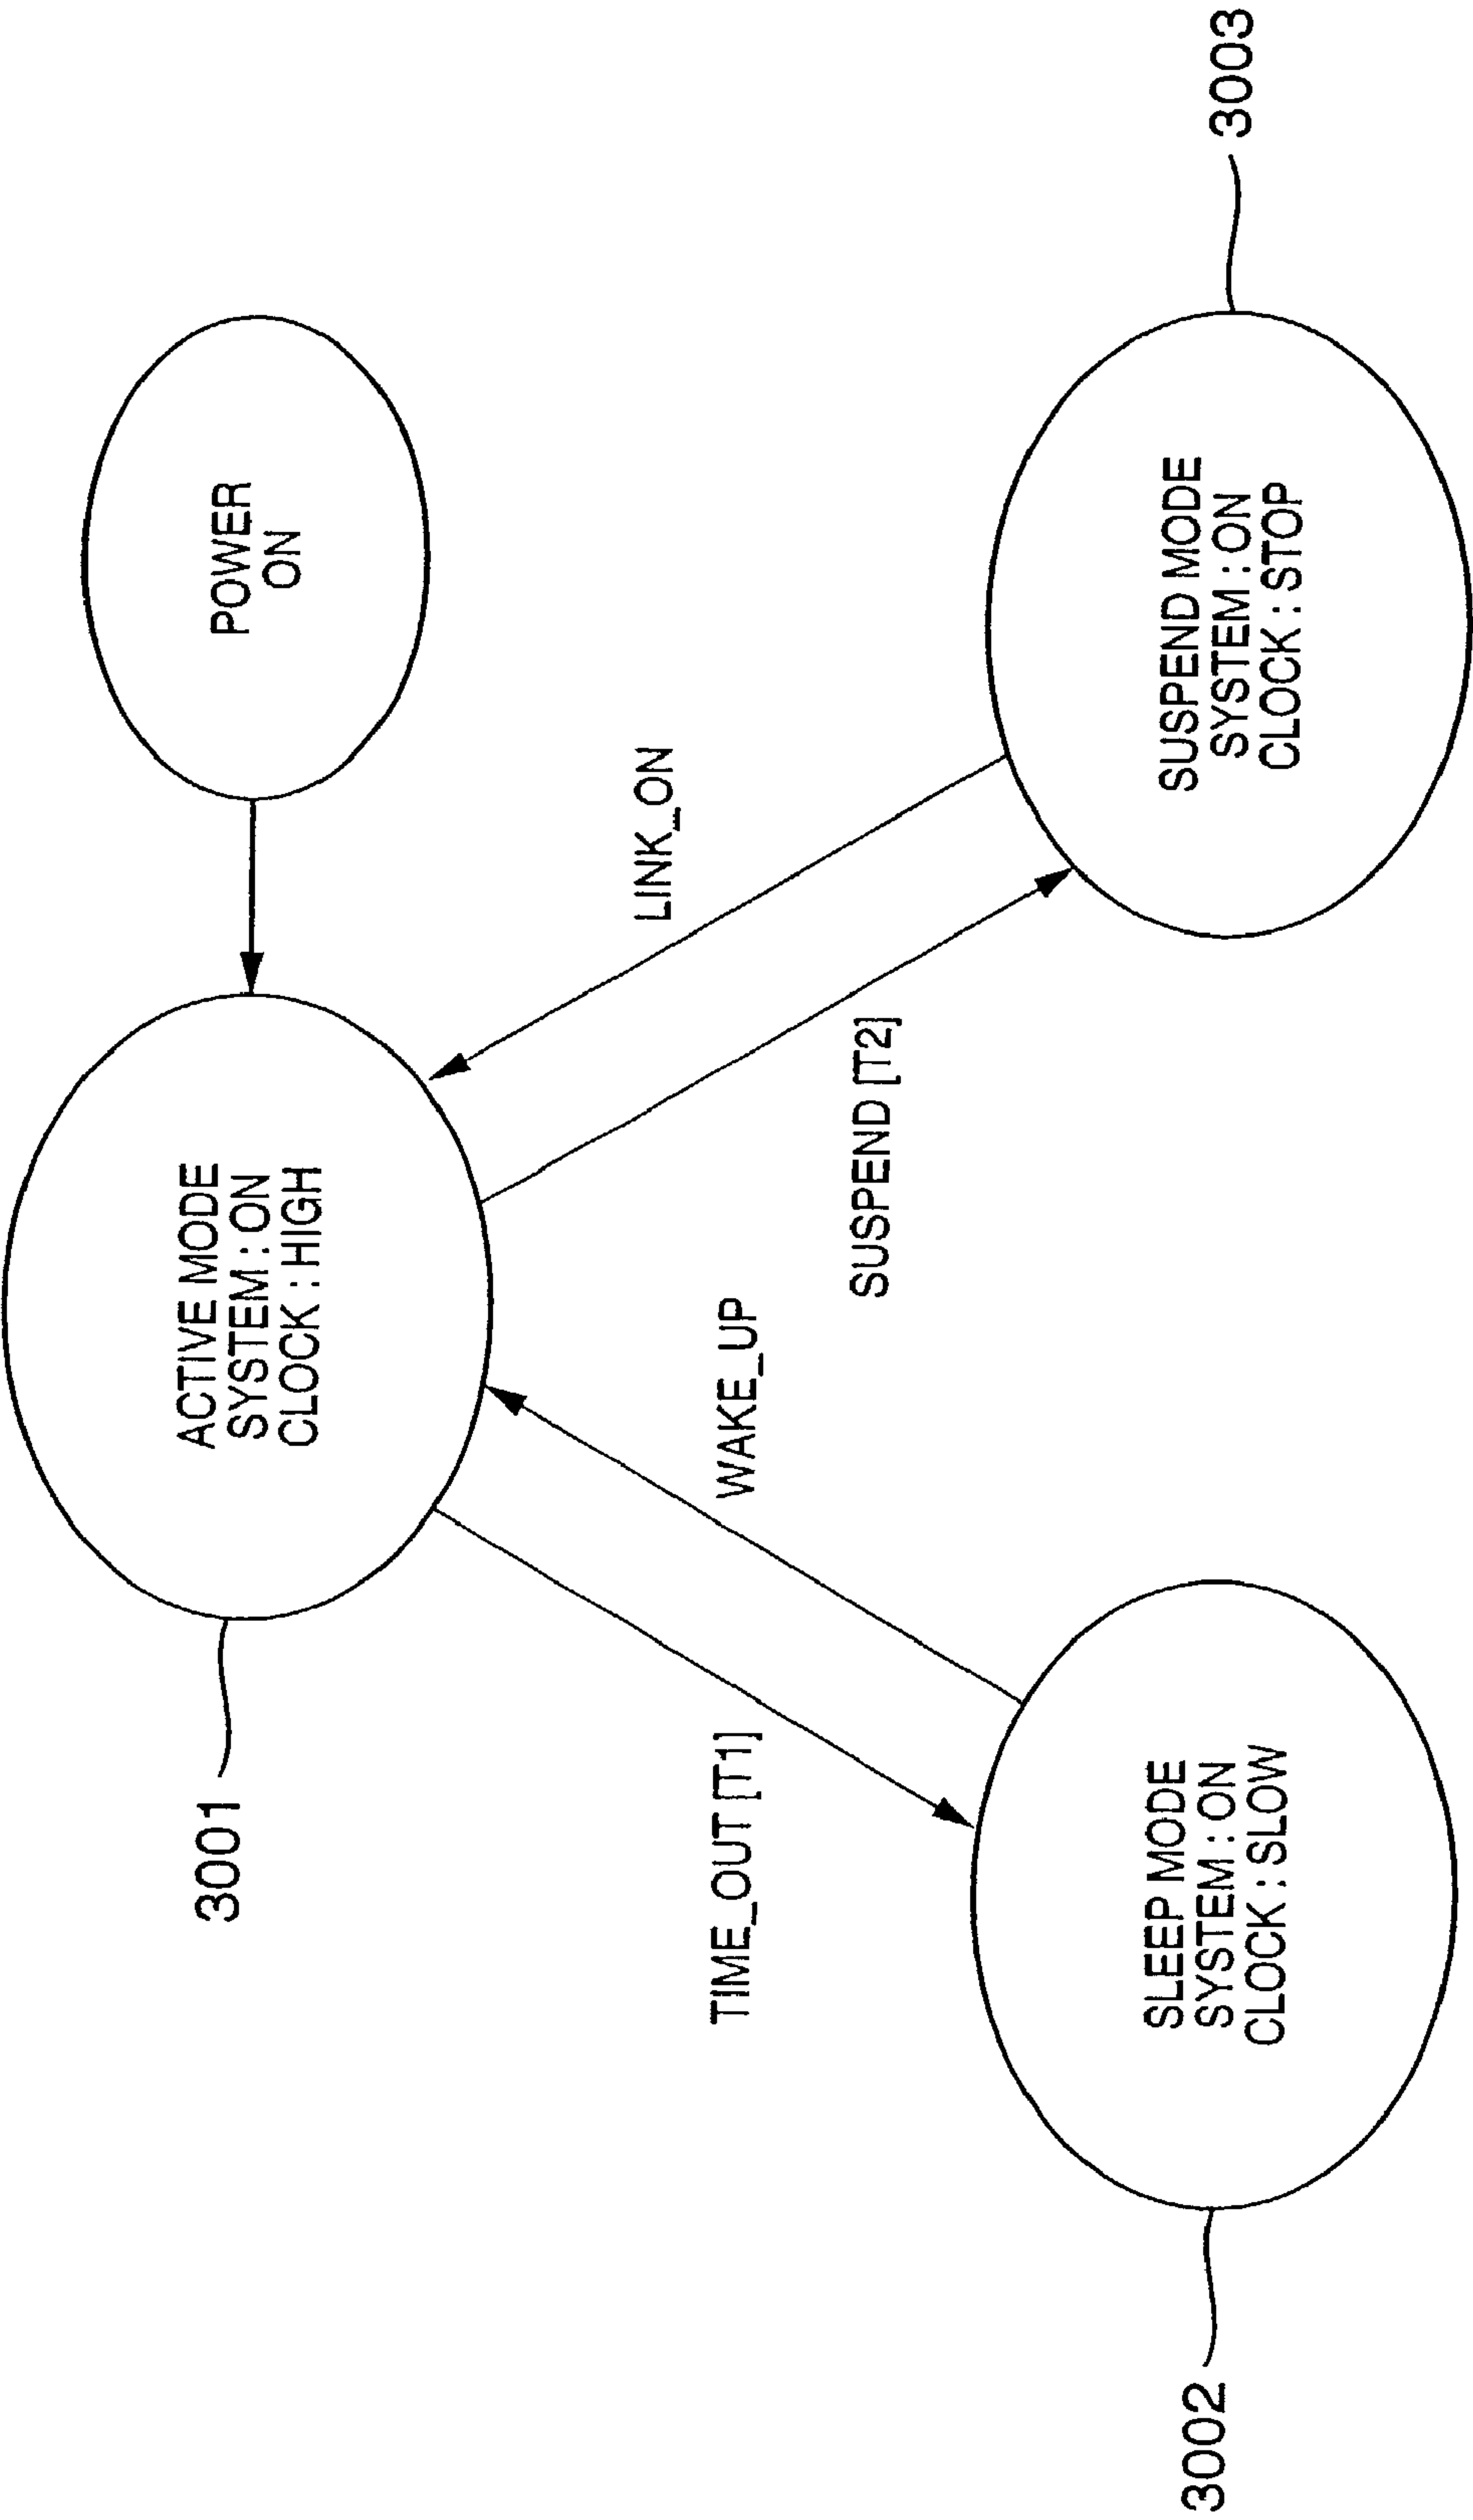 3001
ACTIVE MODE
SYSTEM : ON
CLOCK : HIGH
POWER
ON
TIME_OUT [T1]
WAKE_UP
SUSPEND [T2]
LINK_ON
3002
SLEEP MODE
SYSTEM : ON
CLOCK : SLOW
SUSPEND MODE
SYSTEM : ON
CLOCK : STOP
3003